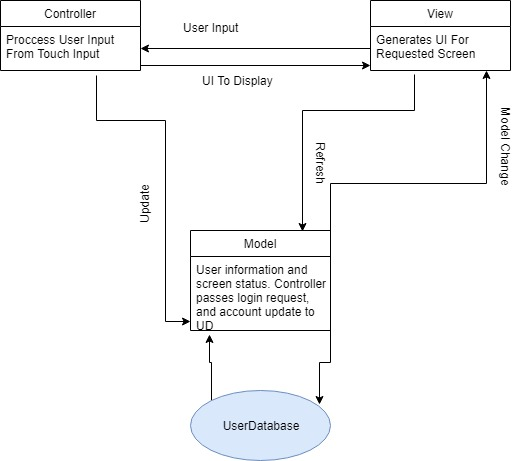 Controller
Proccess User Input
From Touch Input
User Input
UI To Display
View
Generates UI For
Requested Screen
Update
Refresh
Model Change
Model
User information and
screen status. Controller
passes login request,
and account update to
UD
UserDatabase